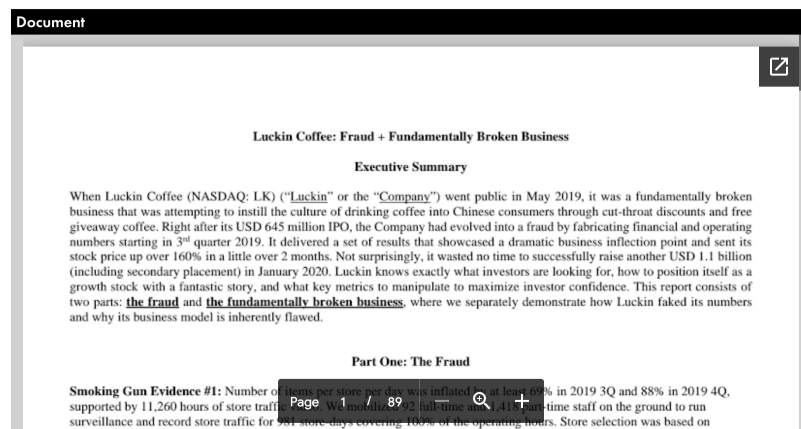 Document
Luckin Coffee: Fraud + Fundamentally Broken Business
Executive Summary
When Luckin Coffee (NASDAQ: LK) (“Luckin” or the “Company”) went public in May 2019, it was a fundamentally broken
business that was attempting to instill the culture of drinking coffee into Chinese consumers through cut-throat discounts and free
giveaway coffee. Right after its USD 645 million IPO, the Company had evolved into a fraud by fabricating financial and operating
numbers starting in 3rd quarter 2019. It delivered a set of results that showcased a dramatic business inflection point and sent its
stock price up over 160% in a little over 2 months. Not surprisingly, it wasted no time to successfully raise another USD 1.1 billion
(including secondary placement) in January 2020. Luckin knows exactly what investors are looking for, how to position itself as a
growth stock with a fantastic story, and what key metrics to manipulate to maximize investor confidence. This report consists of
two parts: the fraud and the fundamentally broken business, where we separately demonstrate how Luckin faked its numbers
and why its business model is inherently flawed.
Part One: The Fraud
Smoking Gun Evidence #1: Number of items per store per day was inflated by at least 69% in 2019 3Q and 88% in 2019 4Q,
supported by 11,260 hours of store traffic video. We mobilized 92 full-time and 1,418 part-time staff on the ground to run
surveillance and record store traffic for 981 store-days covering 100% of the operating hours. Store selection was based on
Page 1 / 89